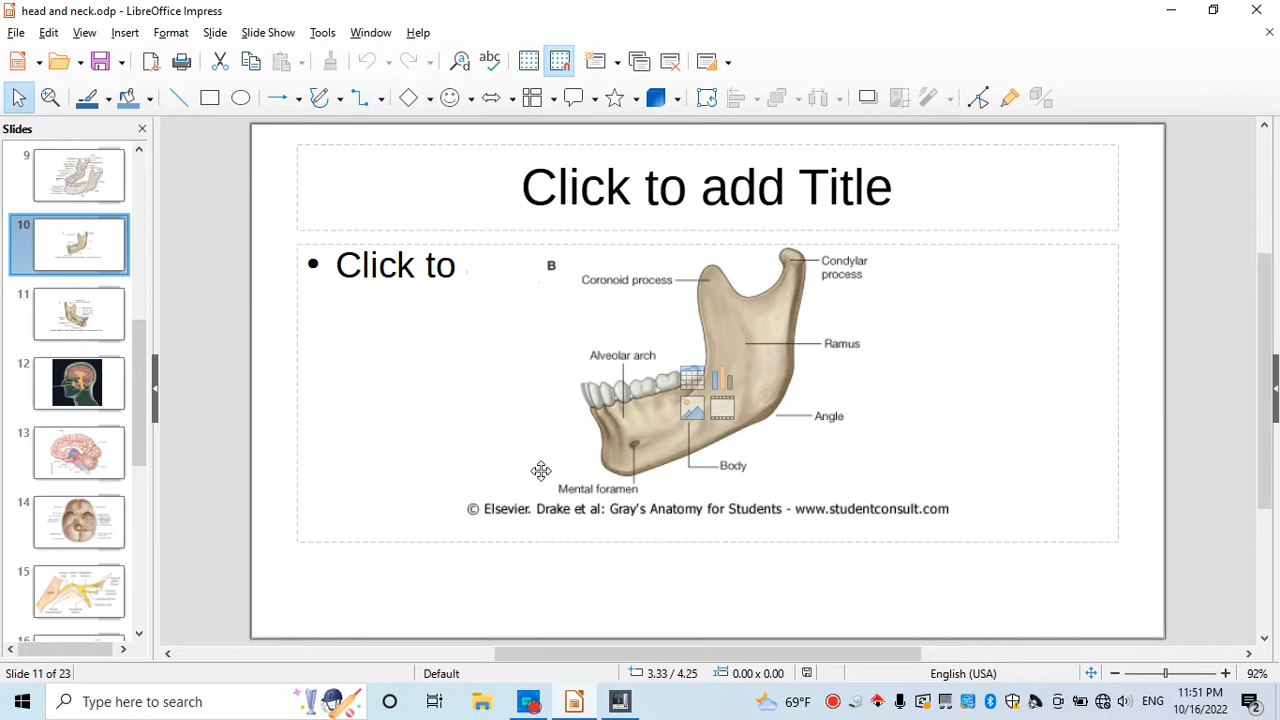 head and neck.odp - LibreOffice Impress
File Edit View Insert Format Slide Slide Show Tools Window Help
abc
Slides
9
10
11
12
13
14
15
Click to add Title
• Click to
B
Coronoid process
Condylar
process
Ramus
Alveolar arch
Angle
Body
Mental foramen
© Elsevier. Drake et al: Gray's Anatomy for Students - www.studentconsult.com
Slide 11 of 23
Default
3.33 / 4.25
0.00 x 0.00
English (USA)
92%
Type here to search
69°F
ENG
11:51 PM
10/16/2022
2